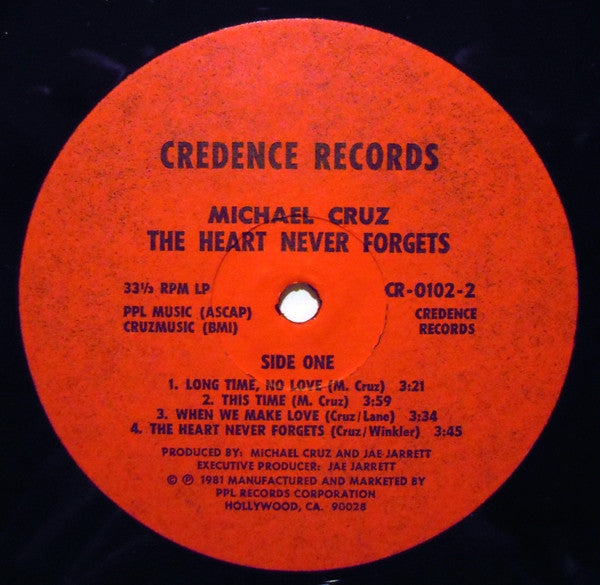 CREDENCE RECORDS
MICHAEL CRUZ
THE HEART NEVER FORGETS
33⅓ RPM LP
CR-0102-2
PPL MUSIC (ASCAP)
CRUZMUSIC (BMI)
CREDENCE
RECORDS
SIDE ONE
1. LONG TIME, NO LOVE (M. Cruz) 3:21
2. THIS TIME (M. Cruz) 3:59
3. WHEN WE MAKE LOVE (Cruz/Lane) 3:34
4. THE HEART NEVER FORGETS (Cruz/Winkler) 3:45
PRODUCED BY: MICHAEL CRUZ AND JAE JARRETT
EXECUTIVE PRODUCER: JAE JARRETT
© ℗ 1981 MANUFACTURED AND MARKETED BY
PPL RECORDS CORPORATION
HOLLYWOOD, CA. 90028